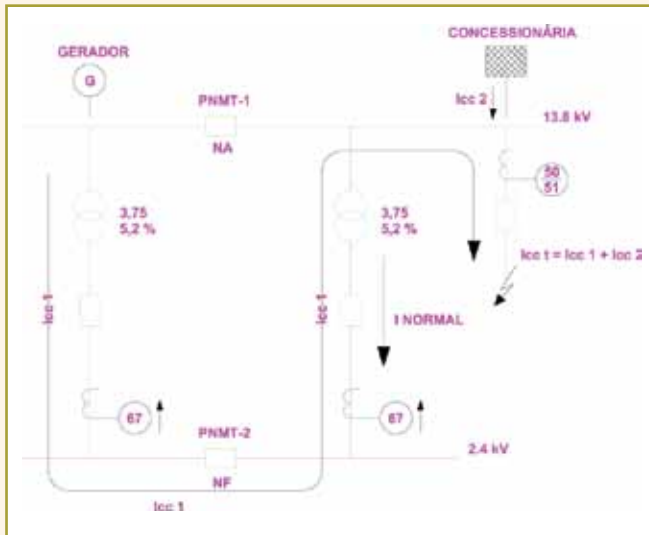 CONCESSIONÁRIA
GERADOR
G
PNMT-1
Icc 2
13.8 kV
NA
50
51
3,75
5,2 %
3,75
5,2 %
Icc t = Icc 1 + Icc 2
Icc-1
Icc-1
I NORMAL
67
PNMT-2
67
2.4 kV
NF
Icc 1